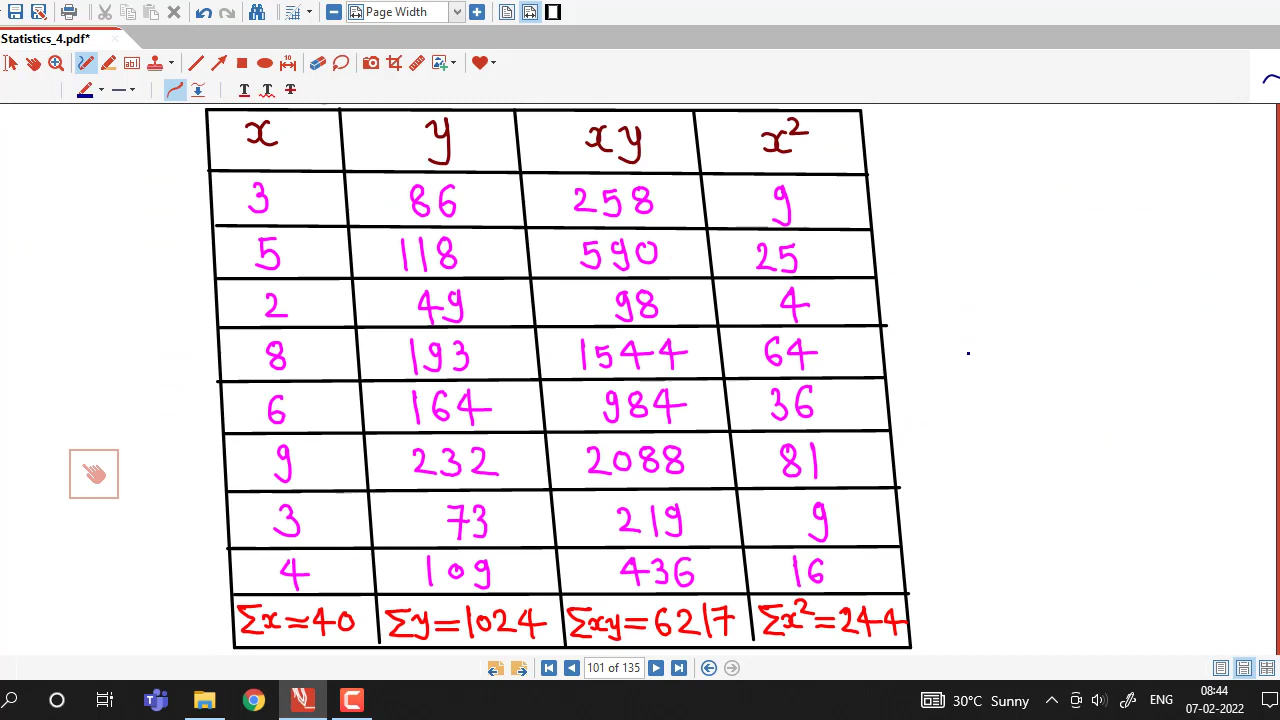 Page Width
Statistics_4.pdf*
x y xy x²
3 86 258 9
5 118 590 25
2 49 98 4
8 193 1544 64
6 164 984 36
9 232 2088 81
3 73 219 9
4 109 436 16
Σx=40 Σy=1024 Σxy=6217 Σx²=244
101 of 135
30°C Sunny
ENG
08:44
07-02-2022